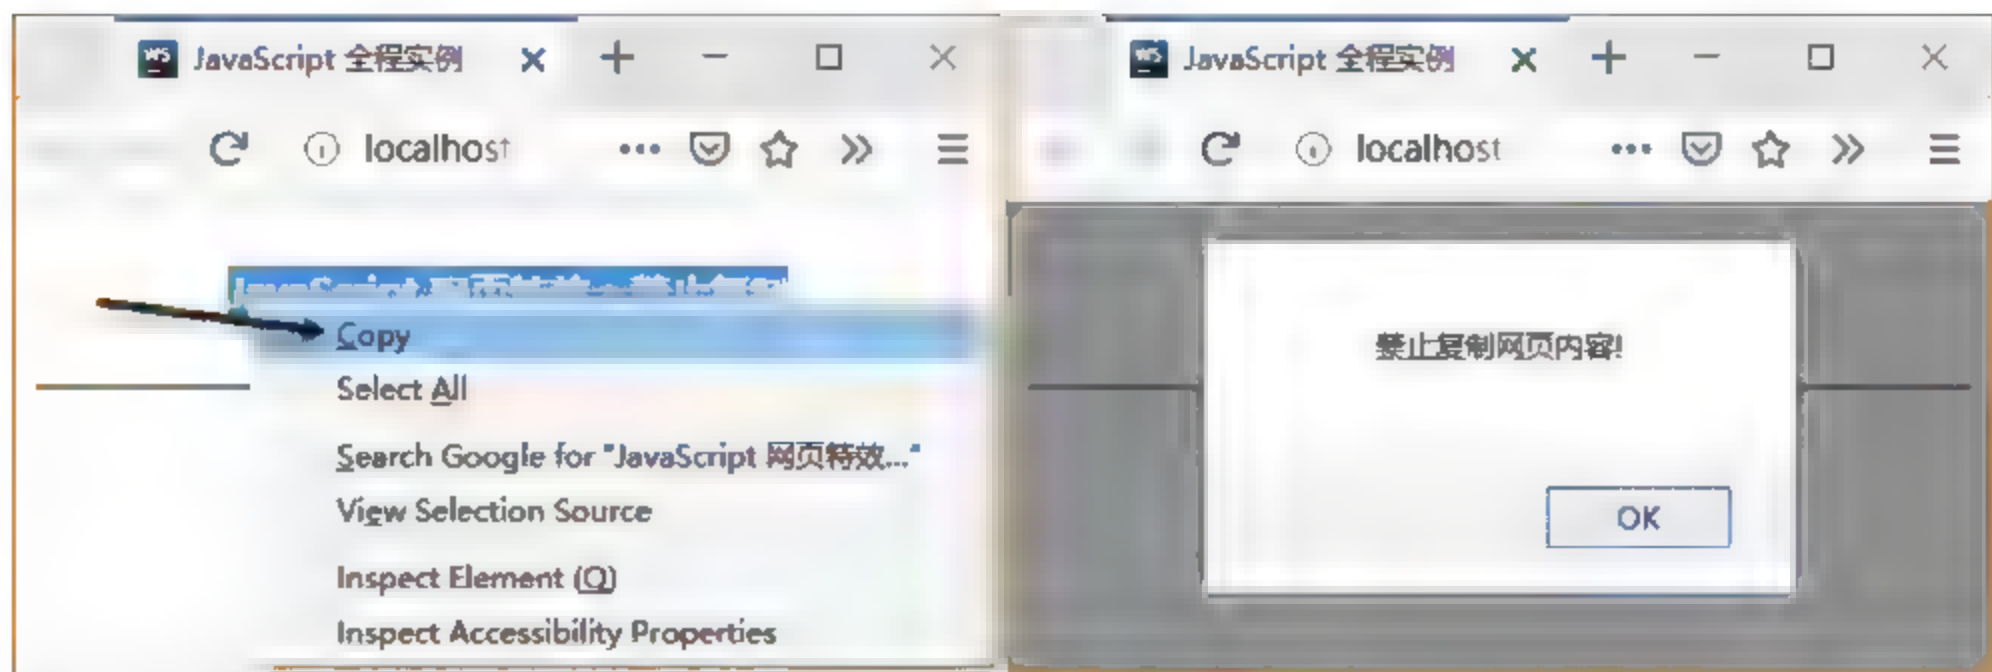 WS JavaScript 全程实例
localhost
Copy
Select All
Search Google for "JavaScript 网页特效..."
View Selection Source
Inspect Element (Q)
Inspect Accessibility Properties
WS JavaScript 全程实例
localhost
禁止复制网页内容!
OK